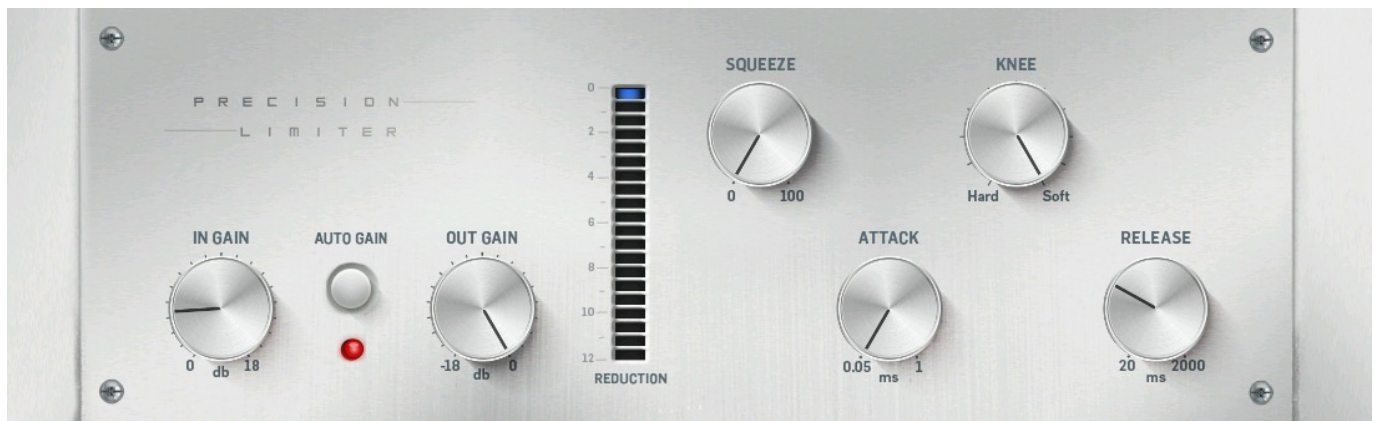 PRECISION
LIMITER
SQUEEZE
0 100
KNEE
Hard Soft
IN GAIN
0 db 18
AUTO GAIN
OUT GAIN
-18 db 0
0
2
4
6
8
10
12
REDUCTION
ATTACK
0.05 ms 1
RELEASE
20 ms 2000